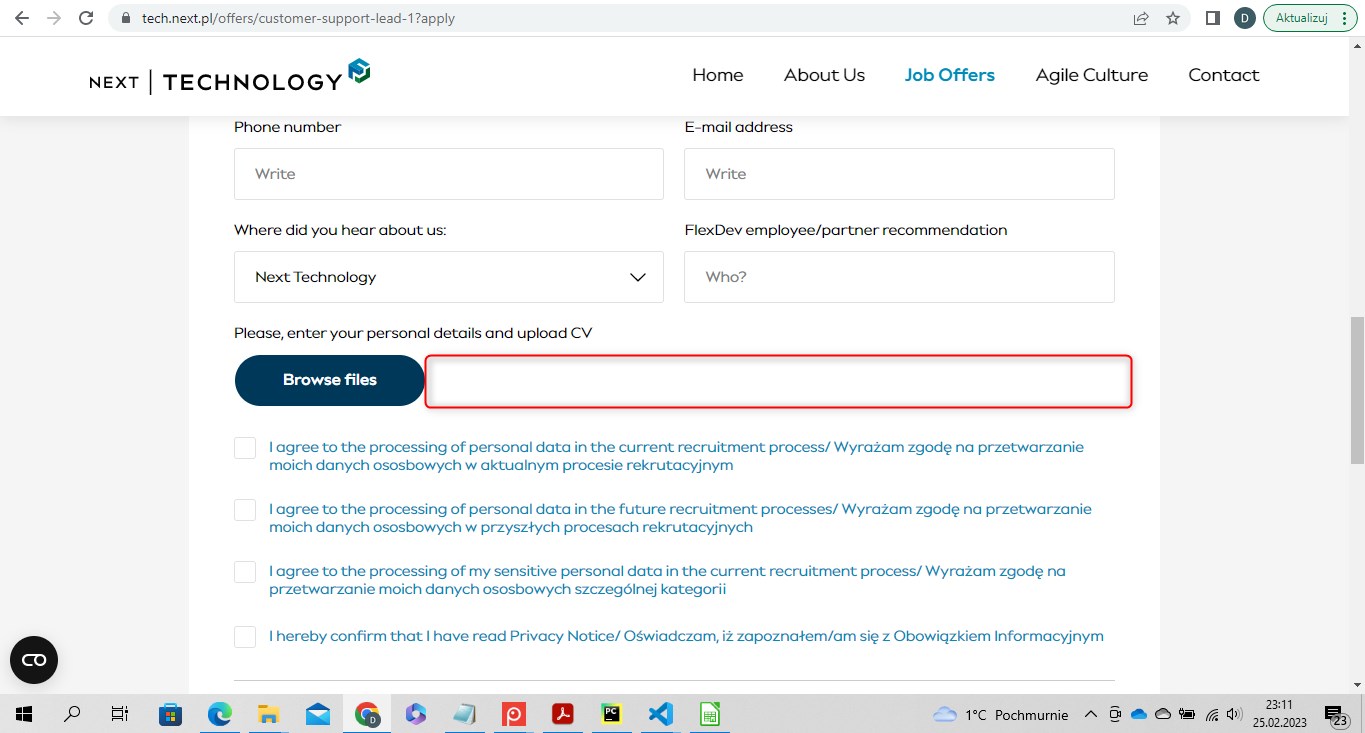 tech.next.pl/offers/customer-support-lead-1?apply
D
Aktualizuj
NEXT | TECHNOLOGY
Home
About Us
Job Offers
Agile Culture
Contact
Phone number
E-mail address
Write
Write
Where did you hear about us:
FlexDev employee/partner recommendation
Next Technology
Who?
Please, enter your personal details and upload CV
Browse files
I agree to the processing of personal data in the current recruitment process/ Wyrażam zgodę na przetwarzanie
moich danych ososbowych w aktualnym procesie rekrutacyjnym
I agree to the processing of personal data in the future recruitment processes/ Wyrażam zgodę na przetwarzanie
moich danych ososbowych w przyszłych procesach rekrutacyjnych
I agree to the processing of my sensitive personal data in the current recruitment process/ Wyrażam zgodę na
przetwarzanie moich danych ososbowych szczególnej kategorii
I hereby confirm that I have read Privacy Notice/ Oświadczam, iż zapoznałem/am się z Obowiązkiem Informacyjnym
D
PC
1°C Pochmurnie
23:11
25.02.2023
23